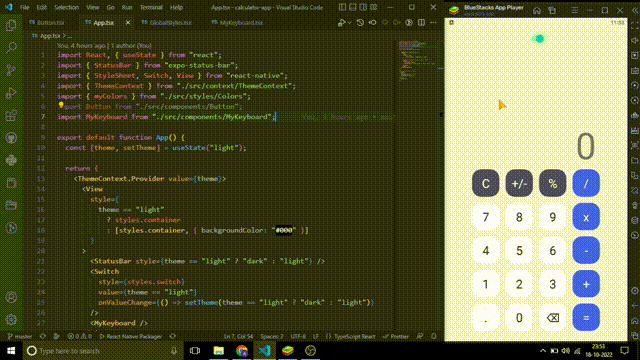 File Edit Selection View Go Run ...
App.tsx - calculator-app - Visual Studio Code
BlueStacks App Player
Button.tsx
App.tsx
GlobalStyles.ts
MyKeyboard.tsx
App.tsx > ...
You, 4 hours ago | 1 author (You)
1 import React, { useState } from "react";
2 import { StatusBar } from "expo-status-bar";
3 import { StyleSheet, Switch, View } from "react-native";
4 import { ThemeContext } from "./src/context/ThemeContext";
5 import { myColors } from "./src/styles/Colors";
6 import Button from "./src/components/Button";
7 import MyKeyboard from "./src/components/MyKeyboard";
8
9 export default function App() {
10 const [theme, setTheme] = useState("light");
11
12 return (
13 <ThemeContext.Provider value={theme}>
14 <View
15 style={
16 theme == "light"
17 ? styles.container
18 : [styles.container, { backgroundColor: "#000" }]
19 }
20 >
21 <StatusBar style={theme == "light" ? "dark" : "light"} />
22 <Switch
23 style={styles.switch}
24 value={theme == "light"}
25 onValueChange={() => setTheme(theme == "light" ? "dark" : "light")}
26 />
27 <MyKeyboard />
0
C +/- % /
7 8 9 x
4 5 6 -
1 2 3 +
. 0 ⌫ =
master
React Native Packager
Ln 7, Col 54
Spaces: 2
UTF-8
CRLF
TypeScript React
Prettier
Type here to search
23:53
18-10-2022